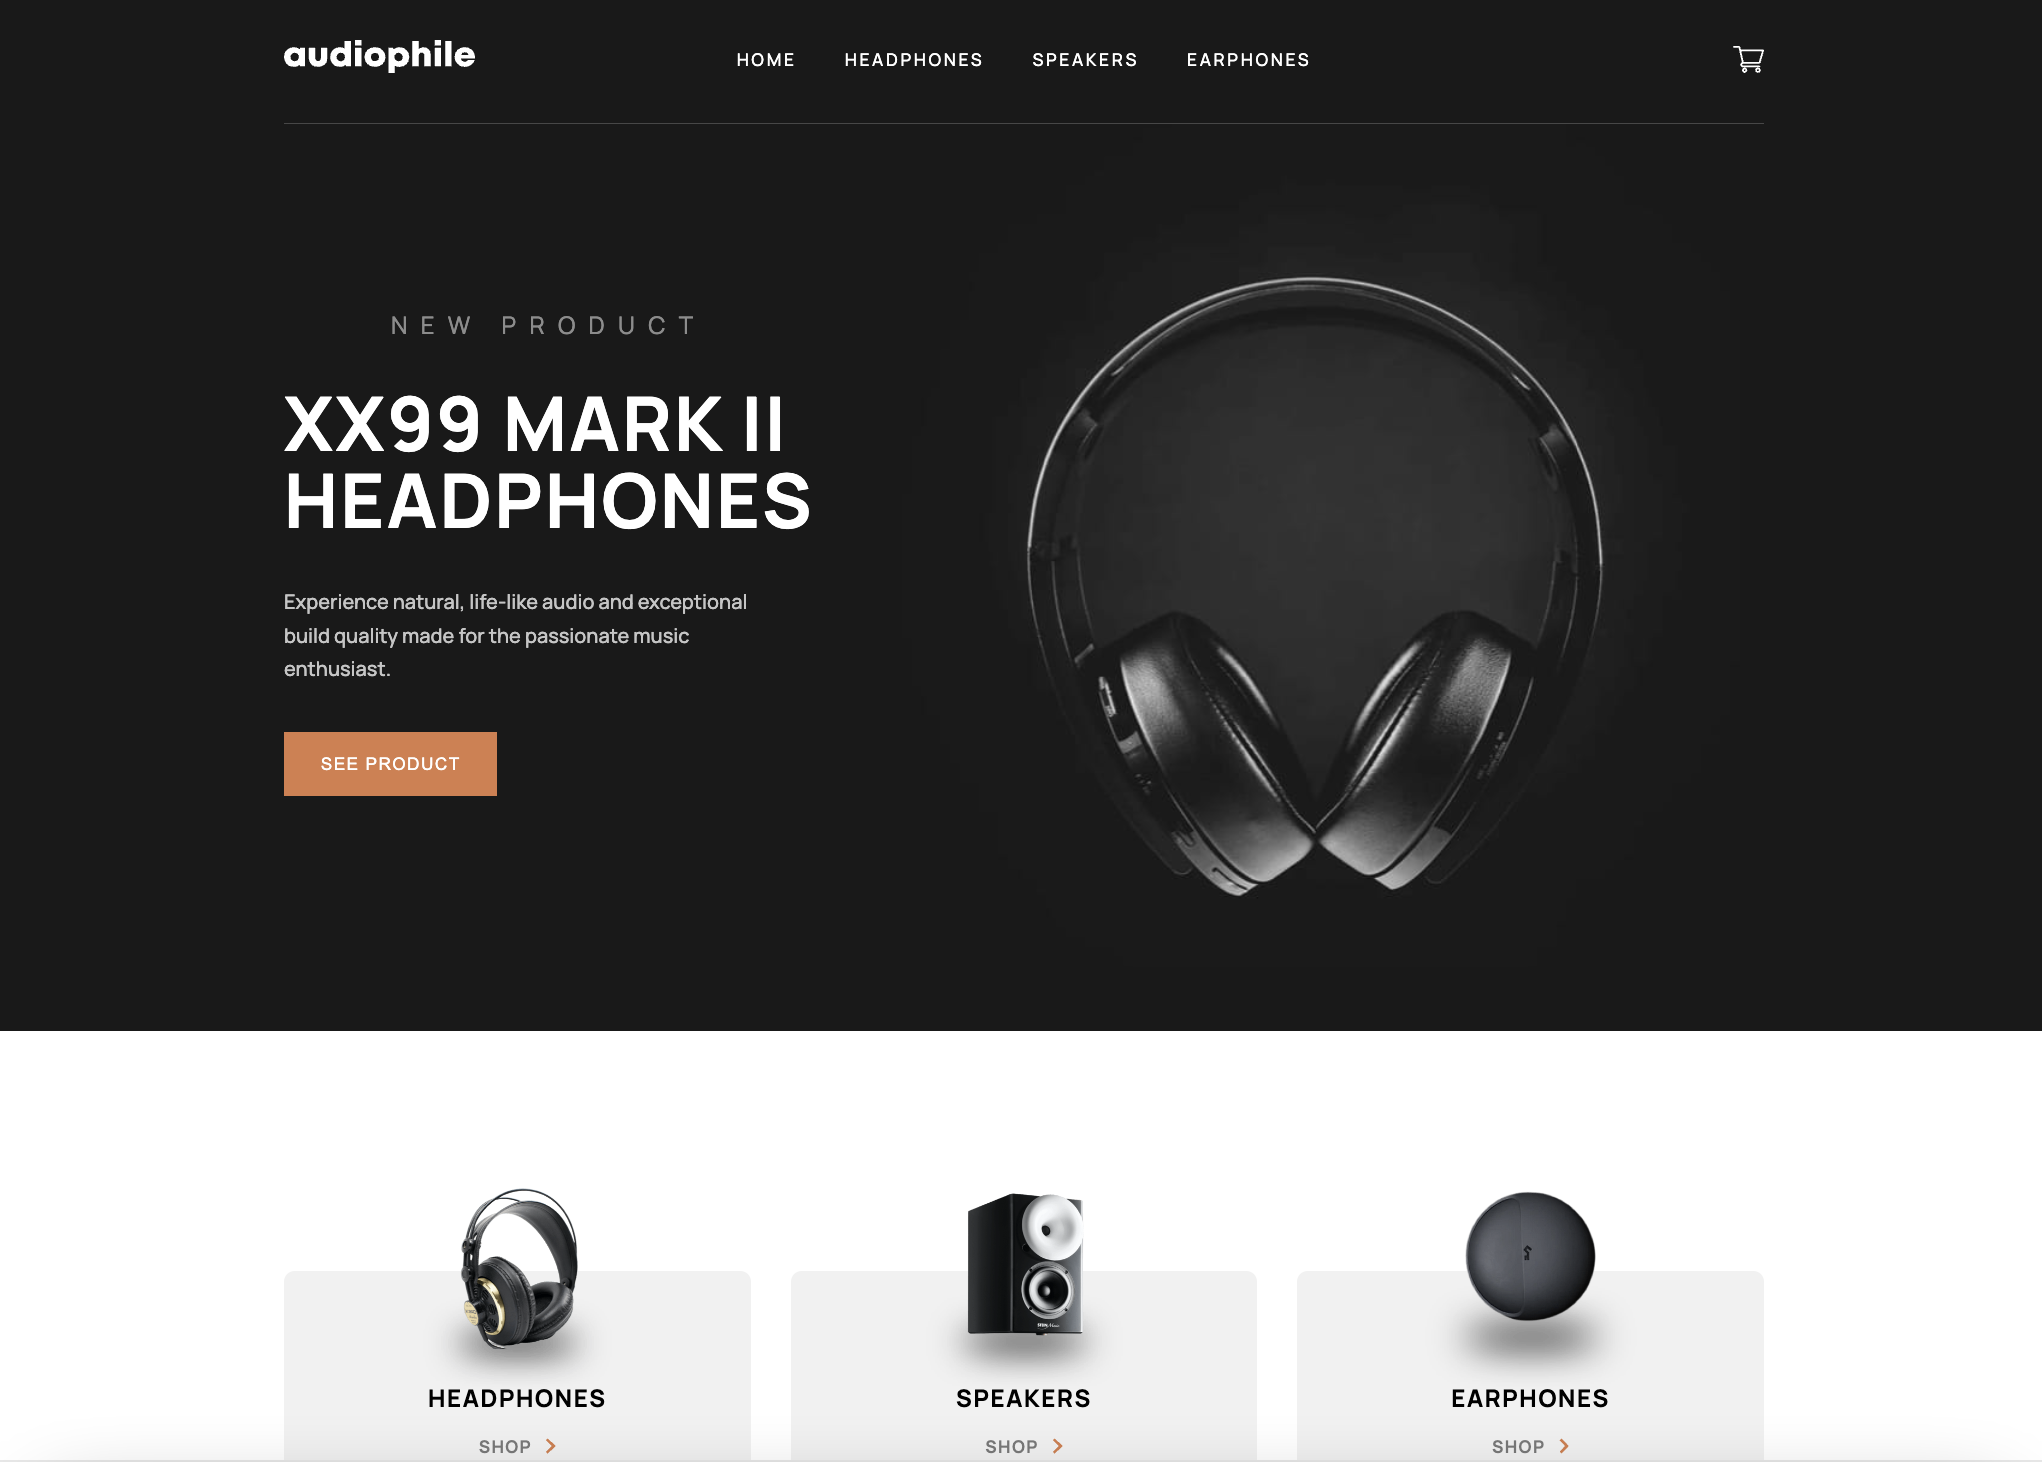 audiophile
HOME HEADPHONES SPEAKERS EARPHONES
NEW PRODUCT
XX99 MARK II
HEADPHONES
Experience natural, life-like audio and exceptional
build quality made for the passionate music
enthusiast.
SEE PRODUCT
HEADPHONES
SHOP
SPEAKERS
SHOP
EARPHONES
SHOP